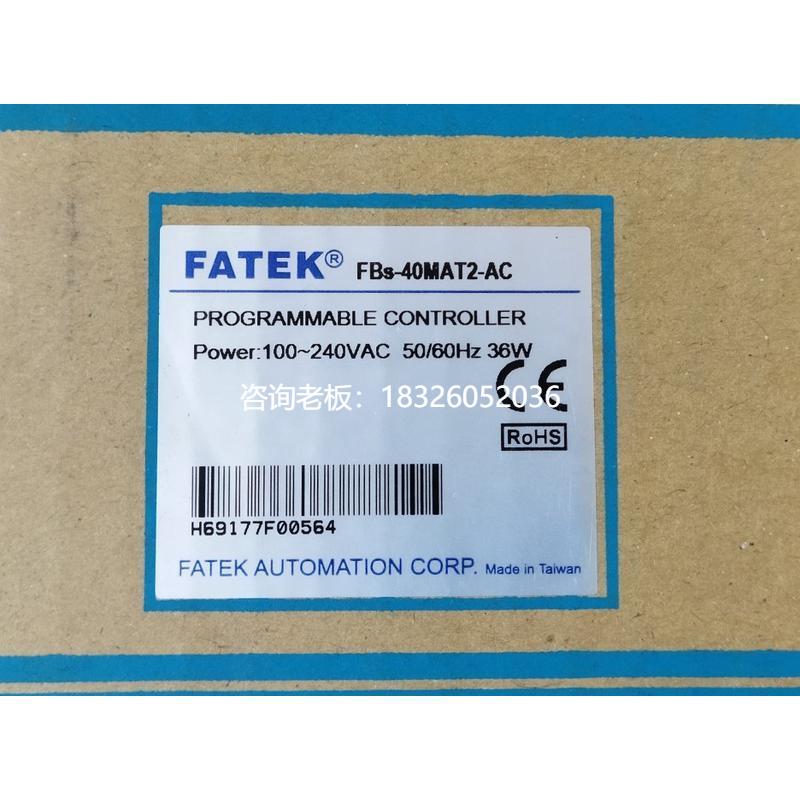 FATEK® FBs-40MAT2-AC
PROGRAMMABLE CONTROLLER
Power:100~240VAC 50/60Hz 36W
咨询老板：18326052036
CE
RoHS
H69177F00564
FATEK AUTOMATION CORP. Made in Taiwan